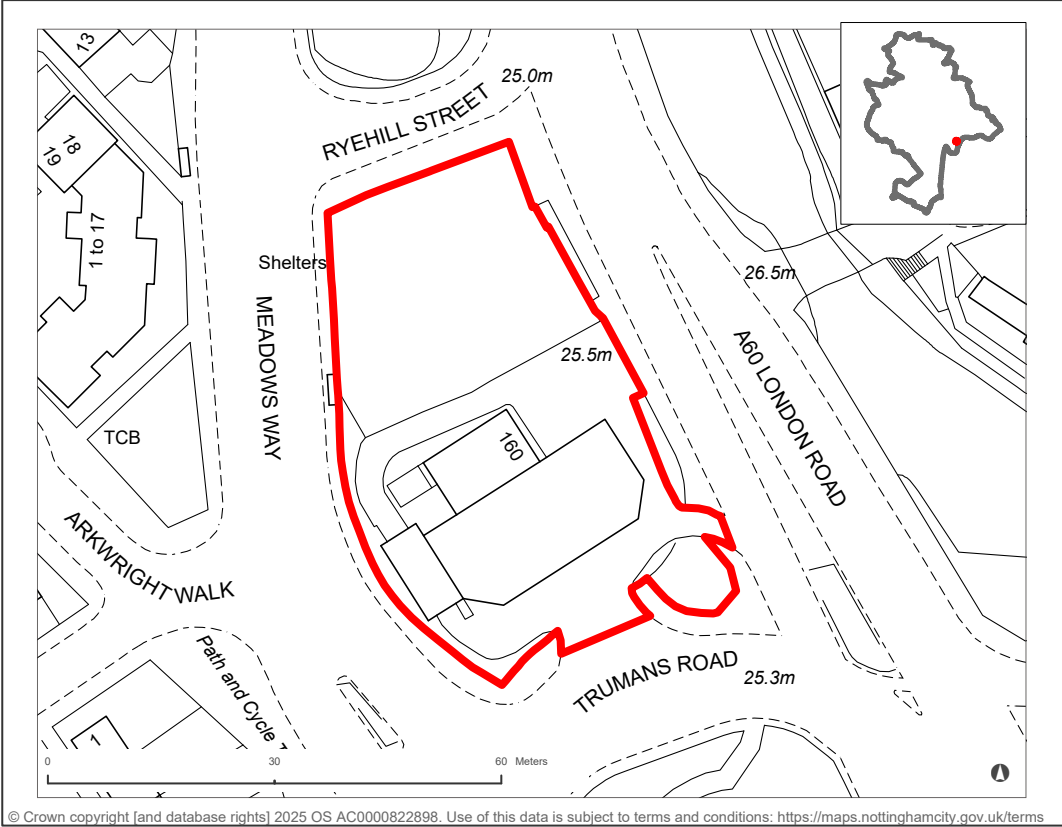 13
25.0m
RYEHILL STREET
18
19
1 to 17
Shelters
26.5m
MEADOWS WAY
25.5m
A60 LONDON ROAD
TCB
160
ARKWRIGHT WALK
Path and Cycle
TRUMANS ROAD
25.3m
1
0 30 60 Meters
© Crown copyright [and database rights] 2025 OS AC0000822898. Use of this data is subject to terms and conditions: https://maps.nottinghamcity.gov.uk/terms